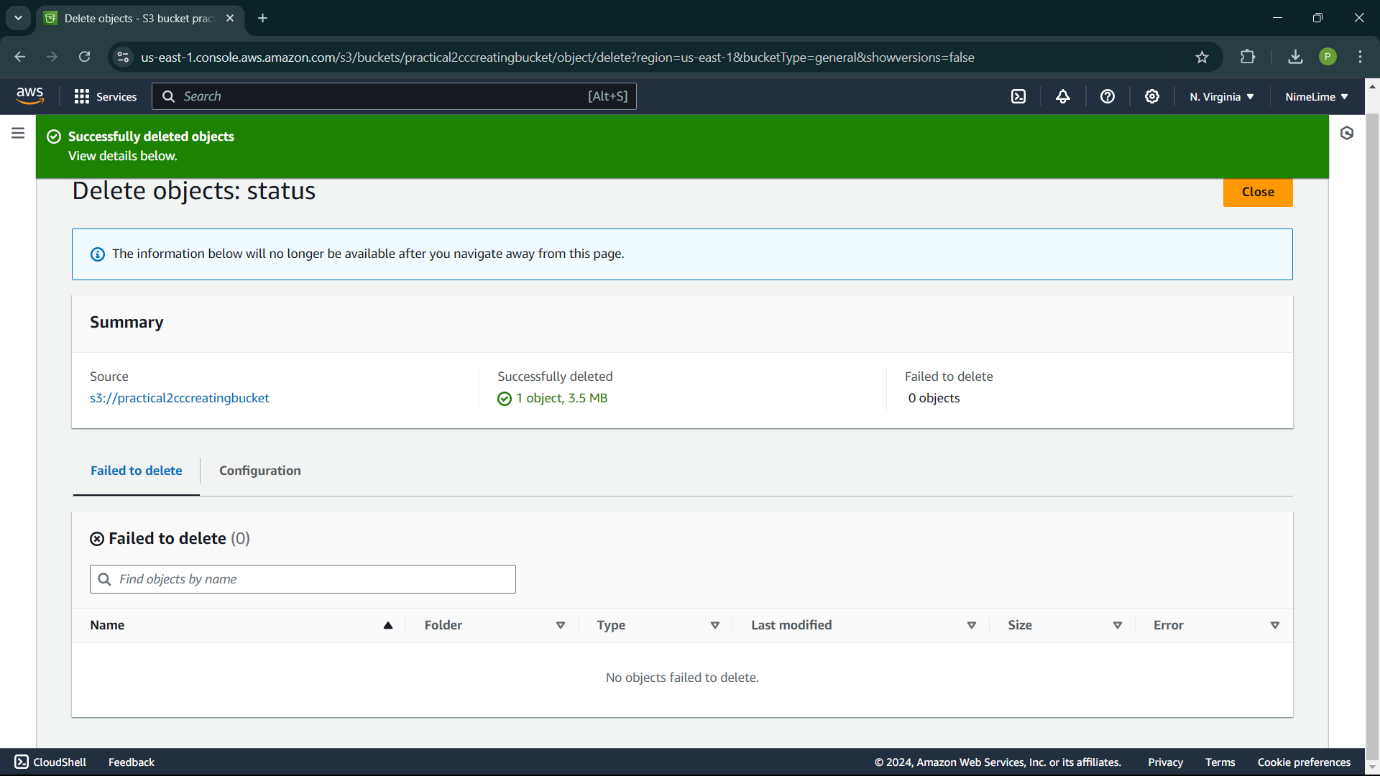 Delete objects - S3 bucket prac
us-east-1.console.aws.amazon.com/s3/buckets/practical2cccreatingbucket/object/delete?region=us-east-1&bucketType=general&showversions=false
P
aws
Services
Search
[Alt+S]
N. Virginia
NimeLime
Successfully deleted objects
View details below.
Delete objects: status
Close
The information below will no longer be available after you navigate away from this page.
Summary
Source
s3://practical2cccreatingbucket
Successfully deleted
1 object, 3.5 MB
Failed to delete
0 objects
Failed to delete
Configuration
Failed to delete (0)
Find objects by name
Name Folder Type Last modified Size Error
No objects failed to delete.
CloudShell Feedback © 2024, Amazon Web Services, Inc. or its affiliates. Privacy Terms Cookie preferences